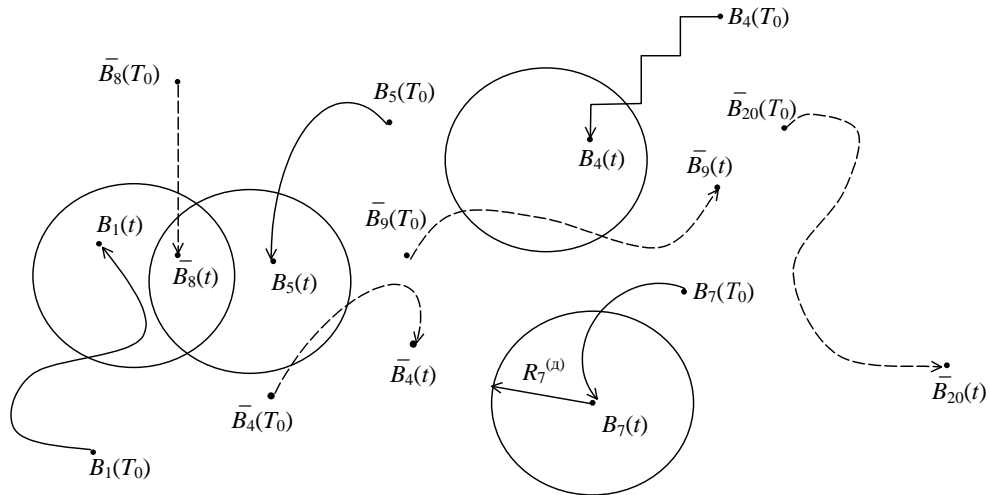 B₄(T₀)
B̅₈(T₀)
B₅(T₀)
B̅₂₀(T₀)
B₄(t)
B̅₉(t)
B₁(t)
B̅₉(T₀)
B̅₈(t)
B₅(t)
B₇(T₀)
R₇⁽ᵈ⁾
B̅₄(t)
B̅₂₀(t)
B̅₄(T₀)
B₇(t)
B₁(T₀)